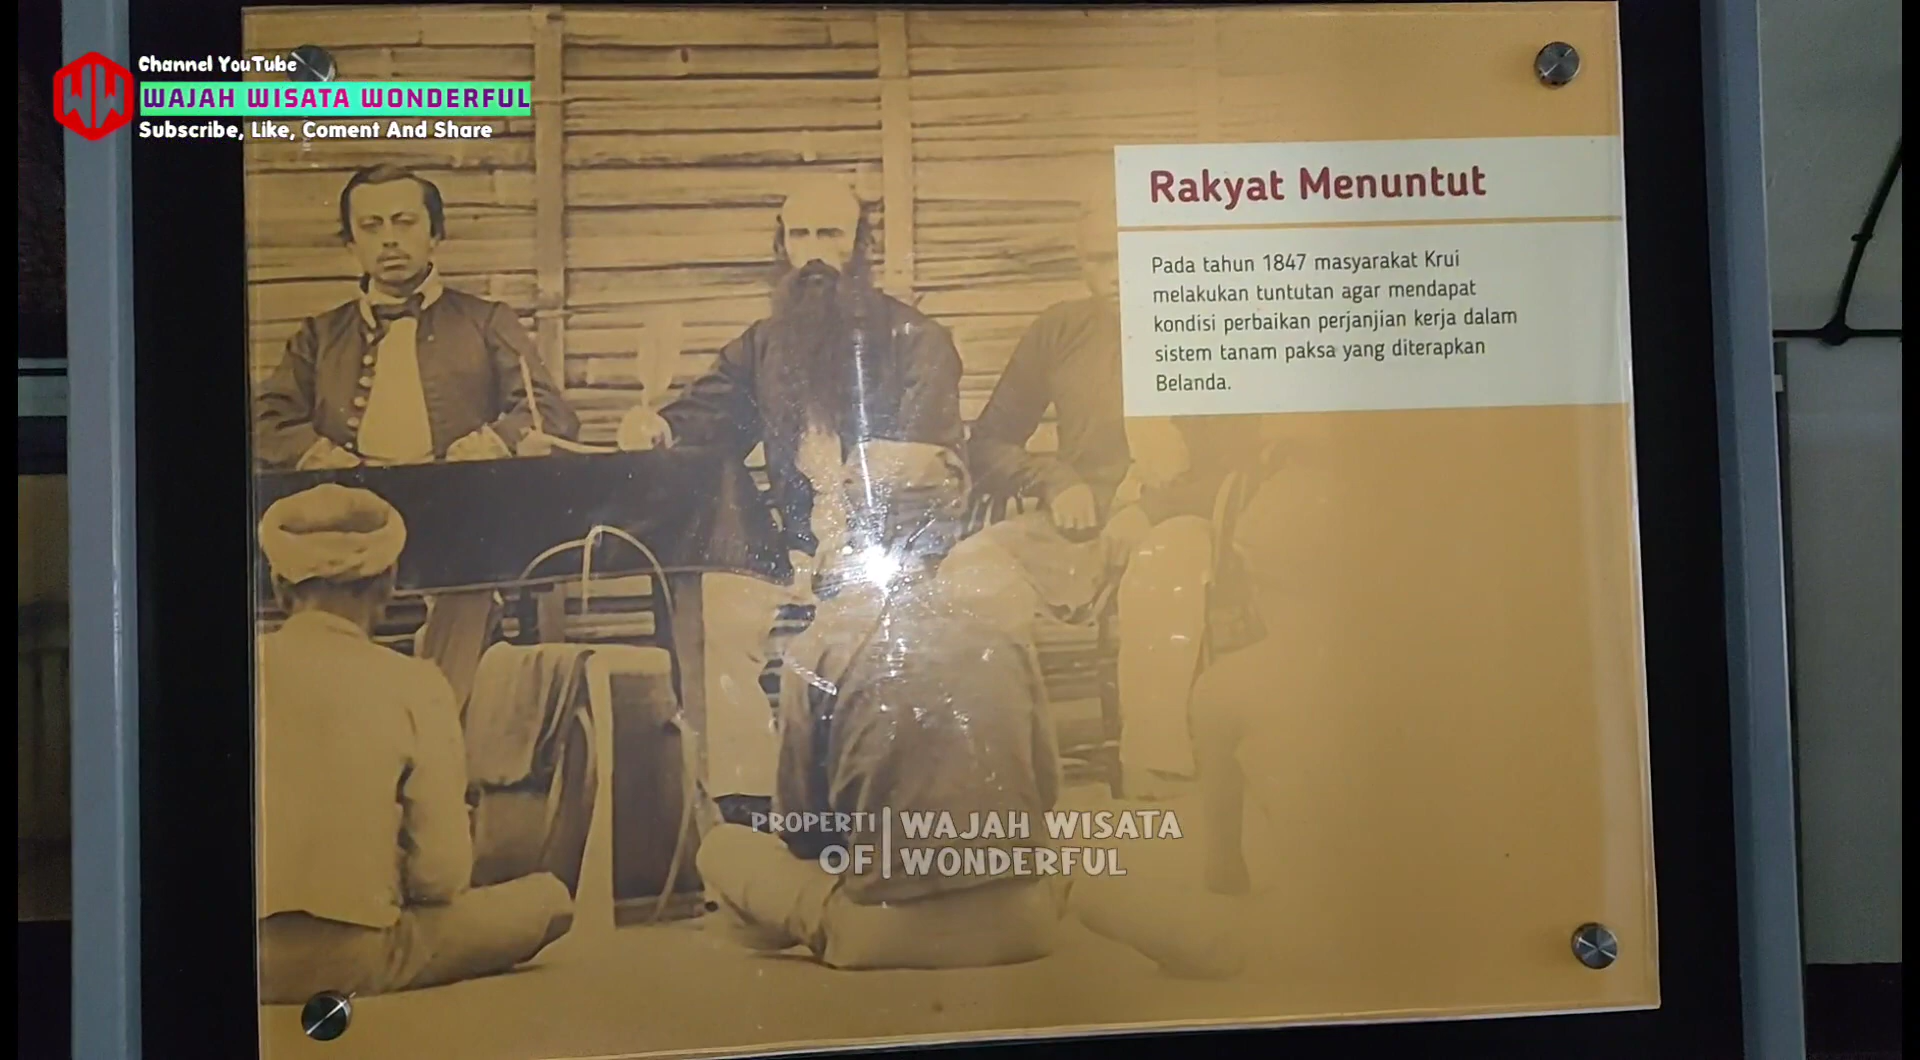 Channel YouTube
WAJAH WISATA WONDERFUL
Subscribe, Like, Coment And Share
Rakyat Menuntut
Pada tahun 1847 masyarakat Krui
melakukan tuntutan agar mendapat
kondisi perbaikan perjanjian kerja dalam
sistem tanam paksa yang diterapkan
Belanda.
PROPERTI WAJAH WISATA
OF WONDERFUL